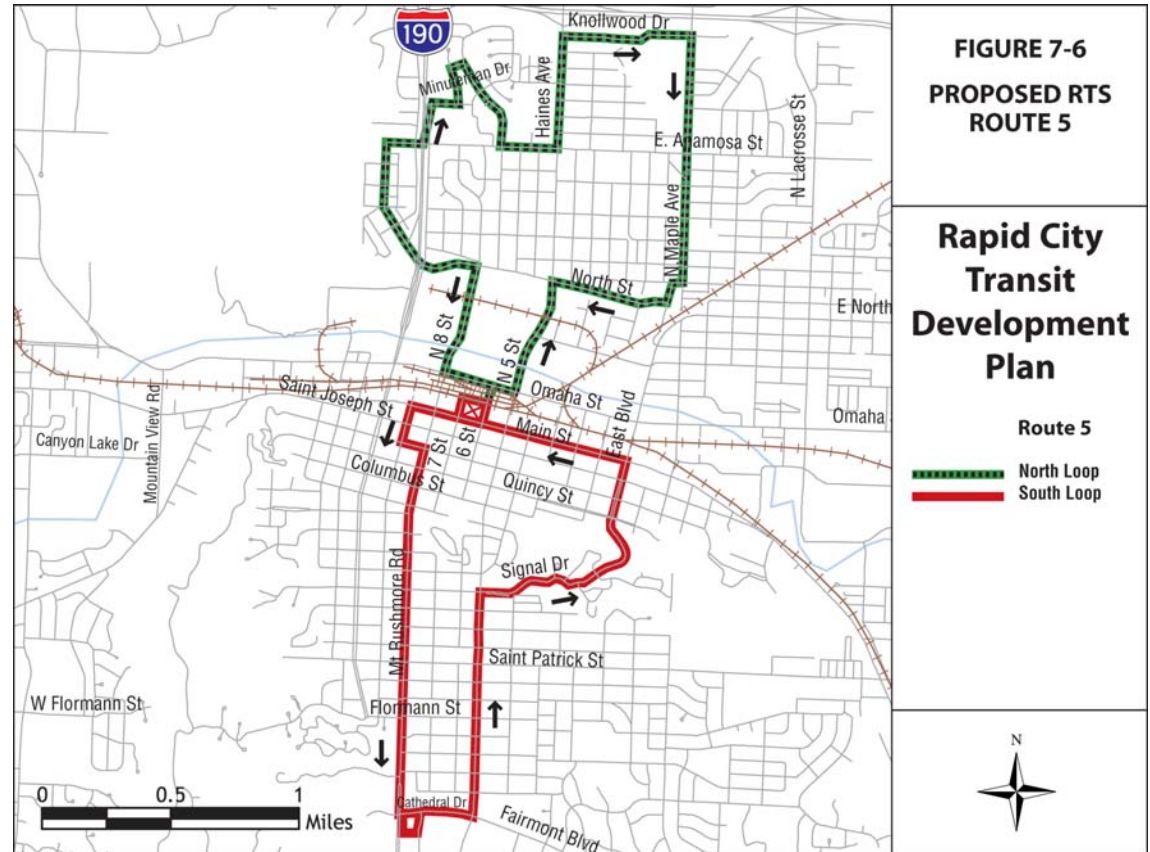 FIGURE 7-6
PROPOSED RTS
ROUTE 5
Rapid City
Transit
Development
Plan
Route 5
North Loop
South Loop
N
190
Knollwood Dr
Minuteman Dr
Haines Ave
E. Anamosa St
N Lacrosse St
N Maple Ave
North St
E North
N 8 St
N 5 St
Omaha St
Saint Joseph St
East Blvd
Omaha
Main St
Mountain View Rd
Canyon Lake Dr
7 St
6 St
Columbus St
Quincy St
Signal Dr
Mt Rushmore Rd
Saint Patrick St
W Flormann St
Flormann St
Cathedral Dr
Fairmont Blvd
0 0.5 1
Miles